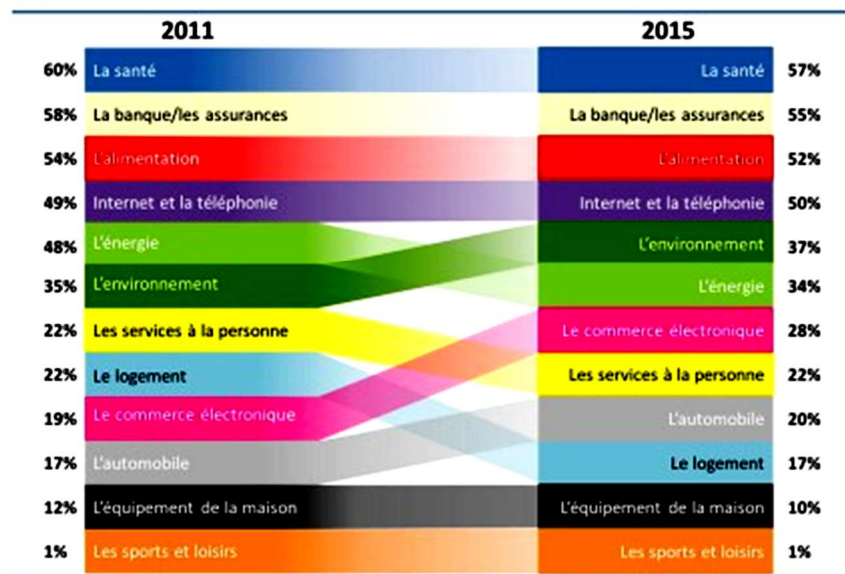 2011 2015
60% La santé La santé 57%
58% La banque/les assurances La banque/les assurances 55%
54% L'alimentation L'alimentation 52%
49% Internet et la téléphonie Internet et la téléphonie 50%
48% L'énergie L'environnement 37%
35% L'environnement L'énergie 34%
22% Les services à la personne Le commerce électronique 28%
22% Le logement Les services à la personne 22%
19% Le commerce électronique L'automobile 20%
17% L'automobile Le logement 17%
12% L'équipement de la maison L'équipement de la maison 10%
1% Les sports et loisirs Les sports et loisirs 1%